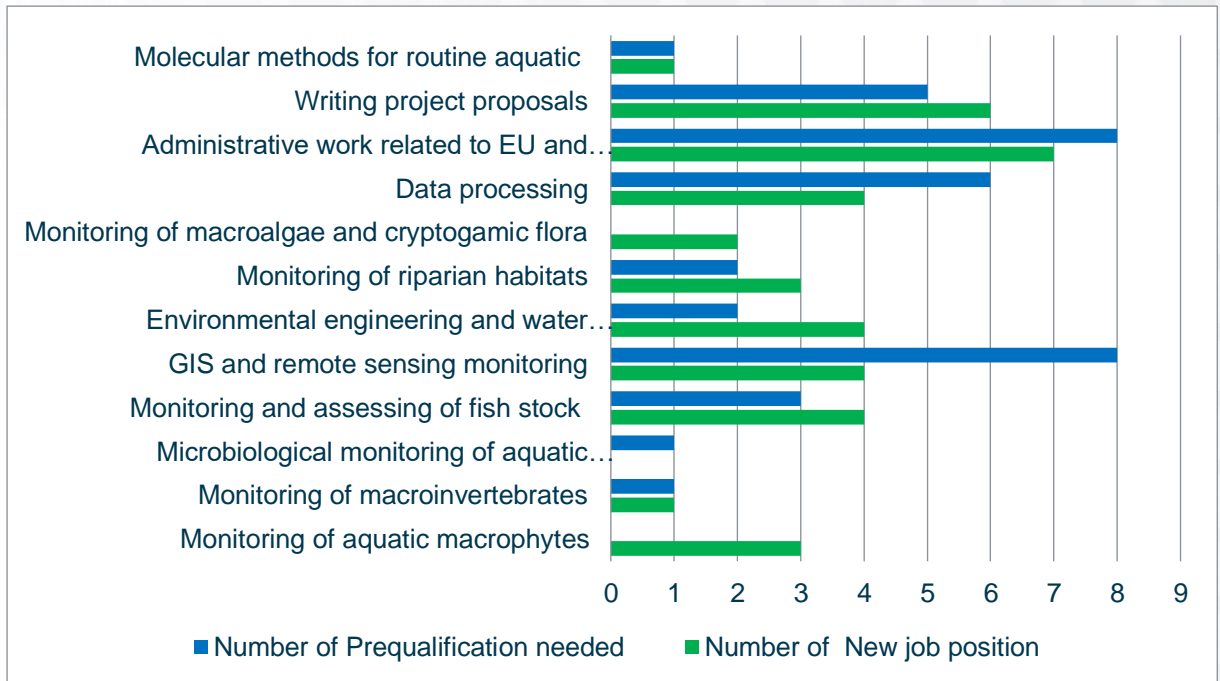 Molecular methods for routine aquatic
Writing project proposals
Administrative work related to EU and…
Data processing
Monitoring of macroalgae and cryptogamic flora
Monitoring of riparian habitats
Environmental engineering and water…
GIS and remote sensing monitoring
Monitoring and assessing of fish stock
Microbiological monitoring of aquatic…
Monitoring of macroinvertebrates
Monitoring of aquatic macrophytes
0 1 2 3 4 5 6 7 8 9
Number of Prequalification needed Number of New job position